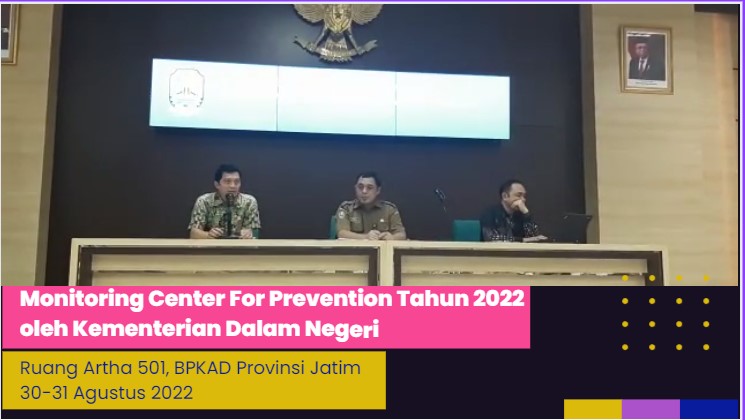 Monitoring Center For Prevention Tahun 2022
oleh Kementerian Dalam Negeri
Ruang Artha 501, BPKAD Provinsi Jatim
30-31 Agustus 2022